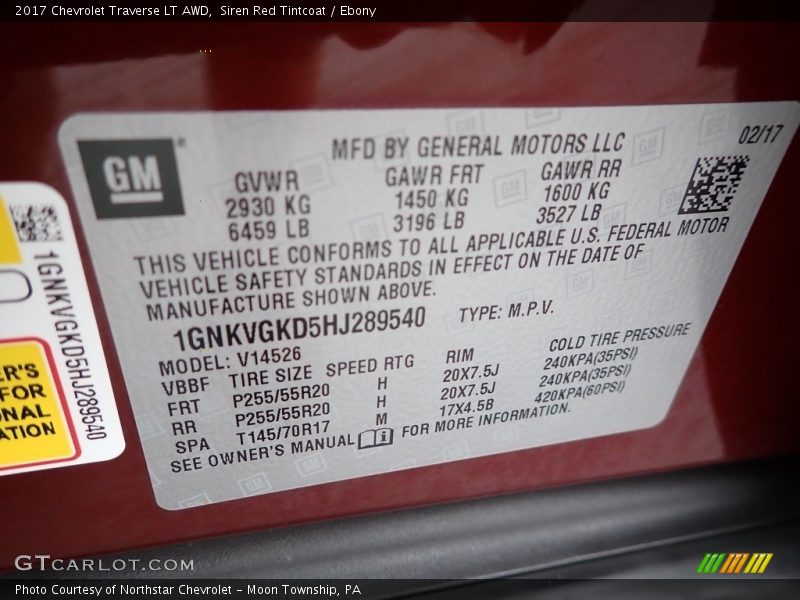 2017 Chevrolet Traverse LT AWD, Siren Red Tintcoat / Ebony
GM
MFD BY GENERAL MOTORS LLC
02/17
GVWR GAWR FRT GAWR RR
2930 KG 1450 KG 1600 KG
6459 LB 3196 LB 3527 LB
THIS VEHICLE CONFORMS TO ALL APPLICABLE U.S. FEDERAL MOTOR
VEHICLE SAFETY STANDARDS IN EFFECT ON THE DATE OF
MANUFACTURE SHOWN ABOVE.
1GNKVGKD5HJ289540 TYPE: M.P.V.
MODEL: V14526
VBBF TIRE SIZE SPEED RTG RIM COLD TIRE PRESSURE
FRT P255/55R20 H 20X7.5J 240KPA(35PSI)
RR P255/55R20 H 20X7.5J 240KPA(35PSI)
SPA T145/70R17 M 17X4.5B 420KPA(60PSI)
SEE OWNER'S MANUAL FOR MORE INFORMATION.
1GNKVGKD5HJ289540
ER'S
FOR
ONAL
ATION
GTCARLOT.COM
Photo Courtesy of Northstar Chevrolet - Moon Township, PA